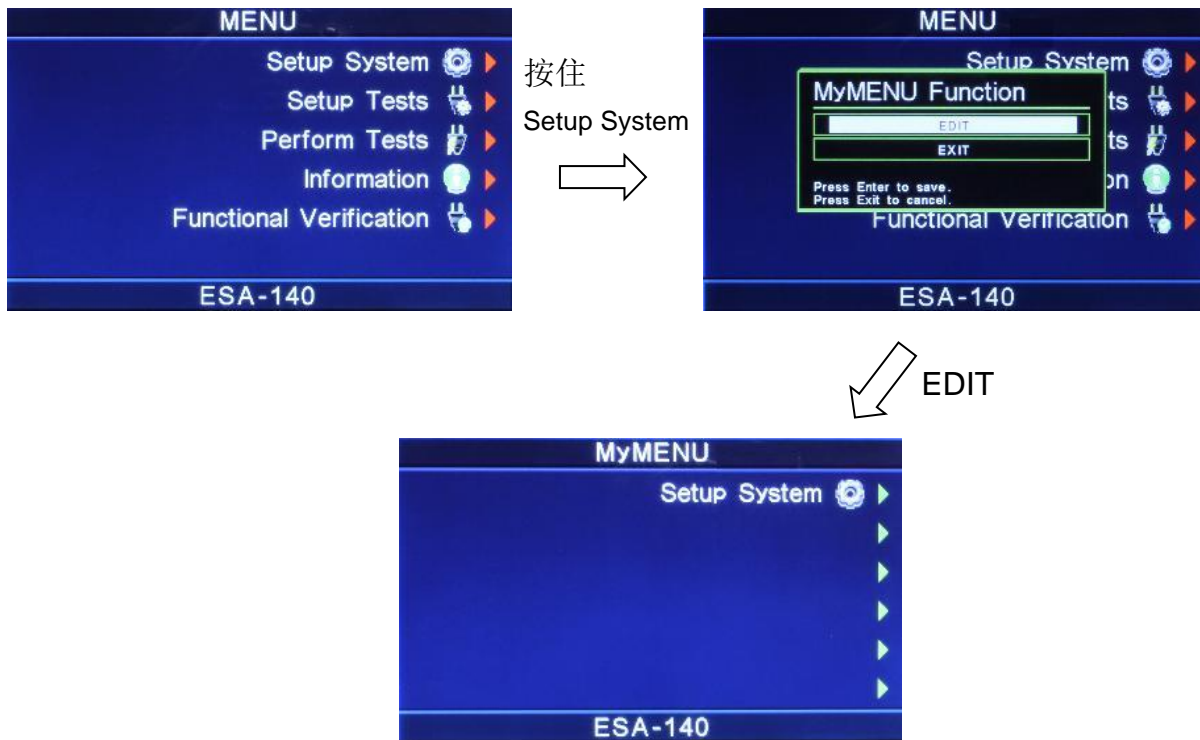 MENU
Setup System
Setup Tests
Perform Tests
Information
Functional Verification
ESA-140
按住
Setup System
MENU
Setup System
MyMENU Function
EDIT
EXIT
Press Enter to save.
Press Exit to cancel.
ts
ts
on
Functional Verification
ESA-140
EDIT
MyMENU
Setup System
ESA-140